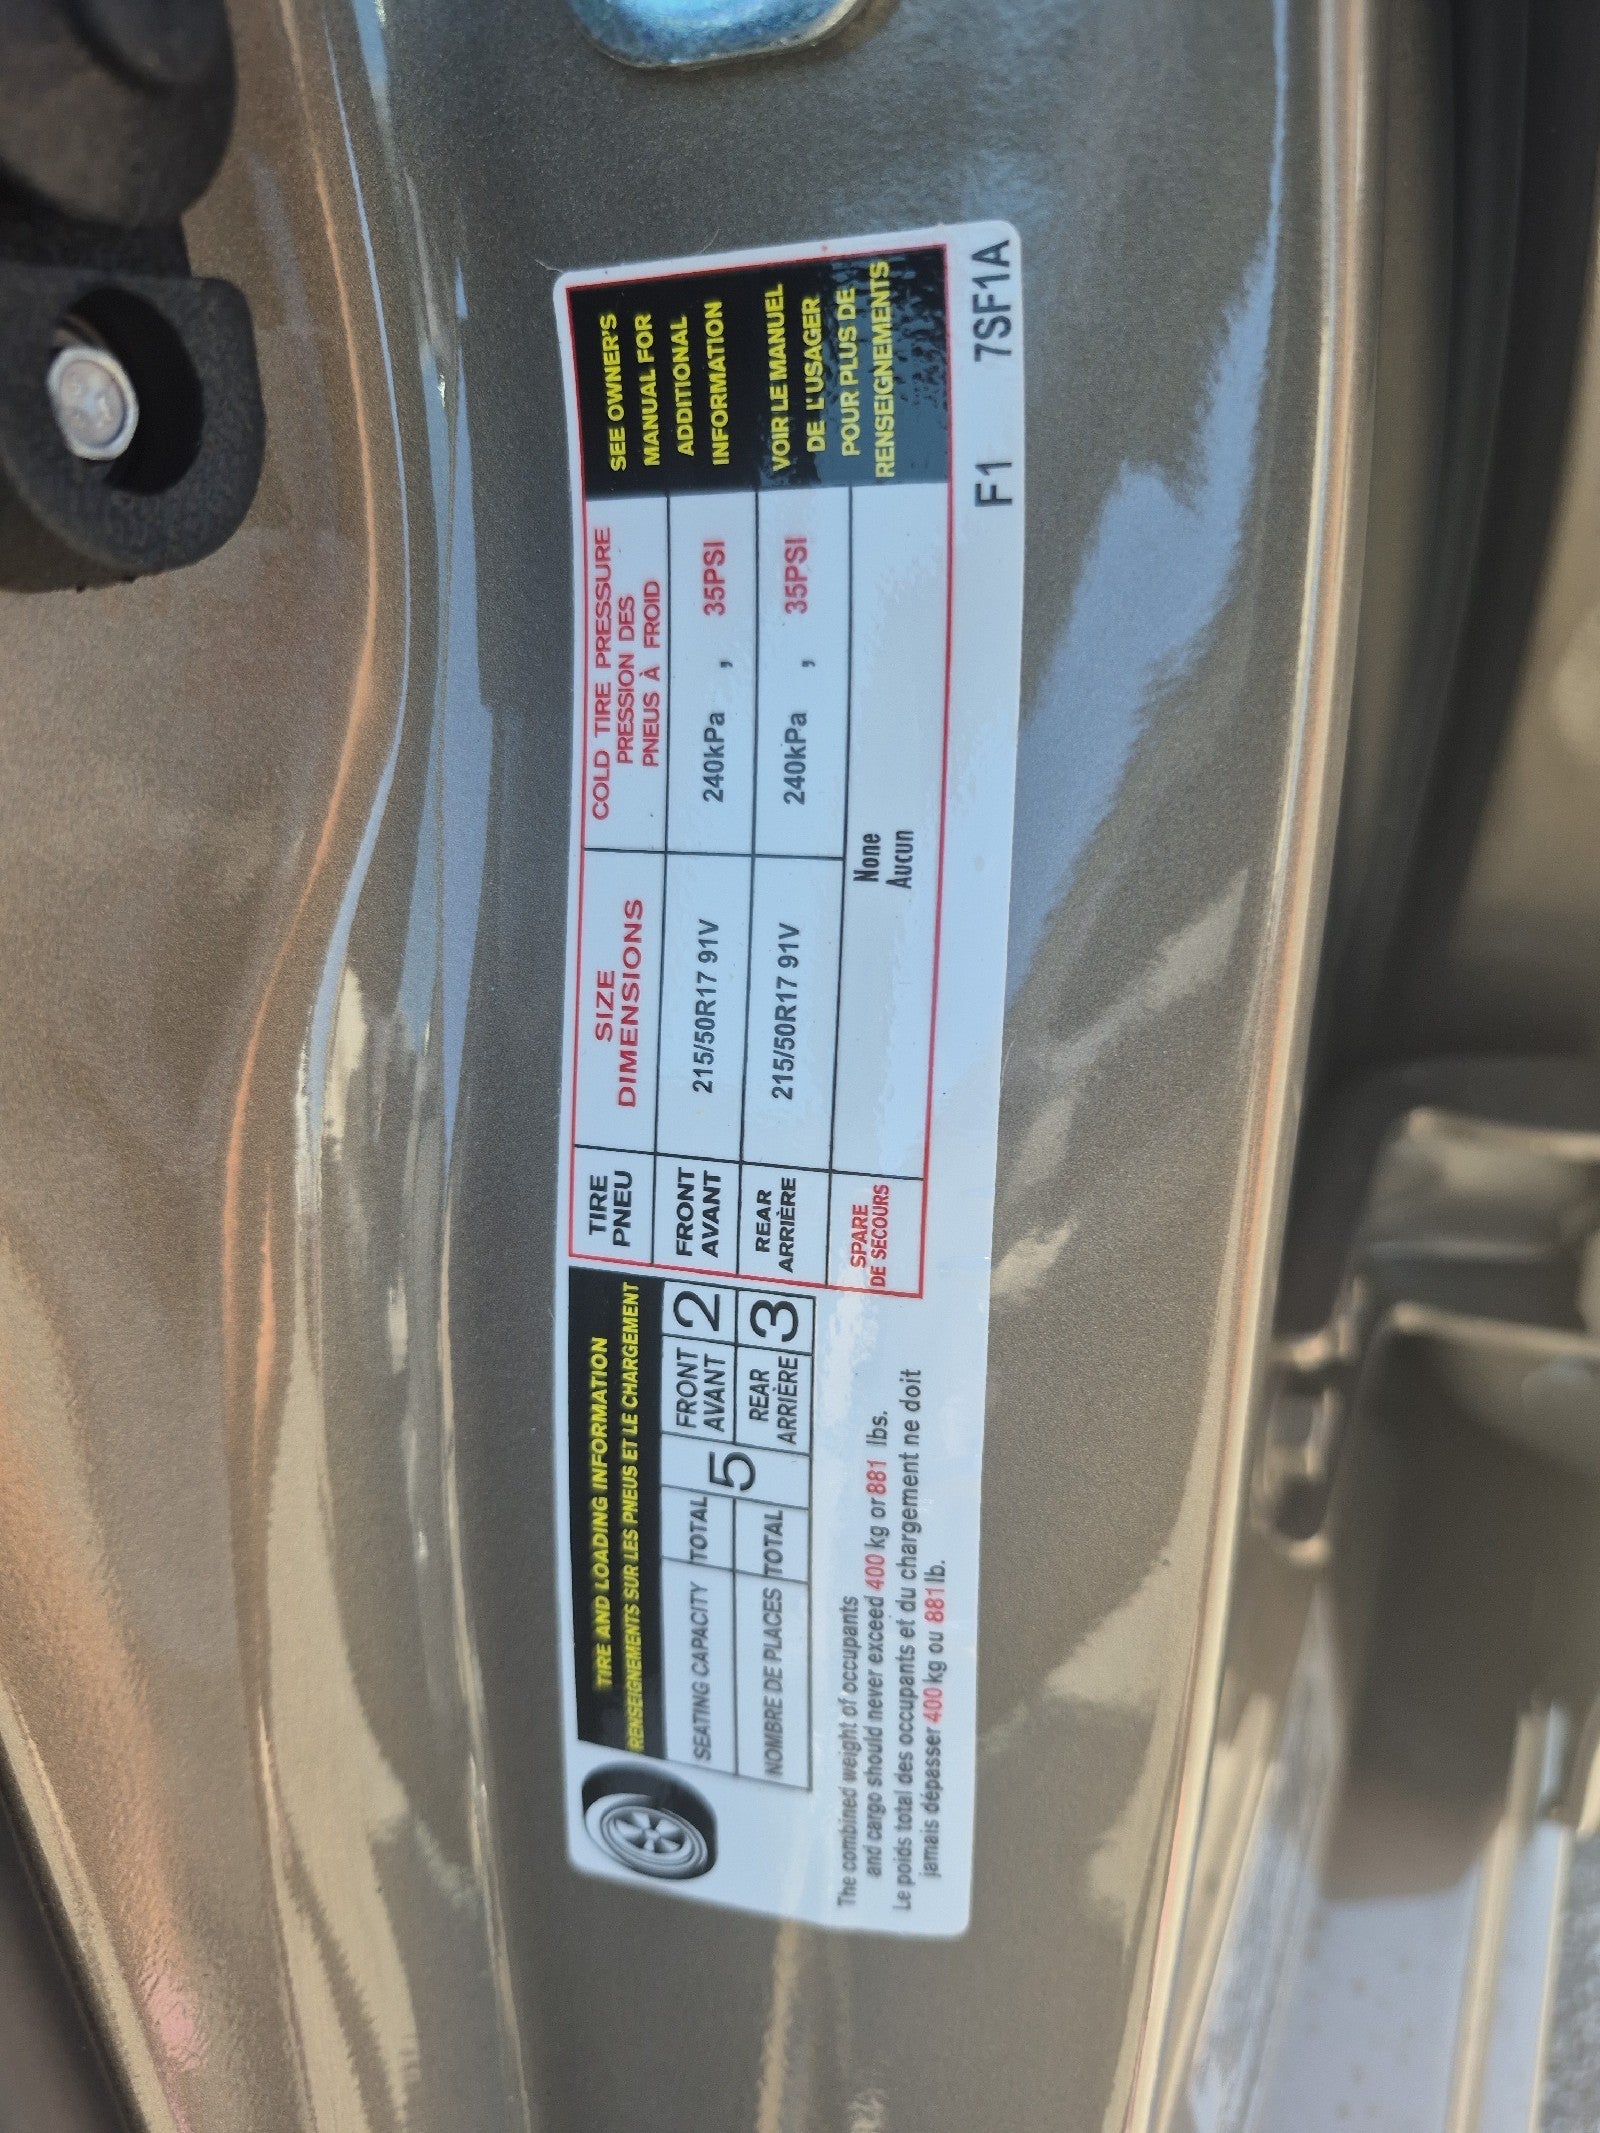 TIRE AND LOADING INFORMATION
RENSEIGNEMENTS SUR LES PNEUS ET LE CHARGEMENT
SEATING CAPACITY TOTAL 5 FRONT AVANT 2
NOMBRE DE PLACES TOTAL REAR ARRIÈRE 3
The combined weight of occupants
and cargo should never exceed 400 kg or 881 lbs.
Le poids total des occupants et du chargement ne doit
jamais dépasser 400 kg ou 881 lb.
TIRE
PNEU
SIZE
DIMENSIONS
COLD TIRE PRESSURE
PRESSION DES
PNEUS À FROID
FRONT
AVANT
215/50R17 91V
240kPa , 35PSI
REAR
ARRIÈRE
215/50R17 91V
240kPa , 35PSI
SPARE
DE SECOURS
None
Aucun
SEE OWNER'S
MANUAL FOR
ADDITIONAL
INFORMATION
VOIR LE MANUEL
DE L'USAGER
POUR PLUS DE
RENSEIGNEMENTS
F1 7SF1A